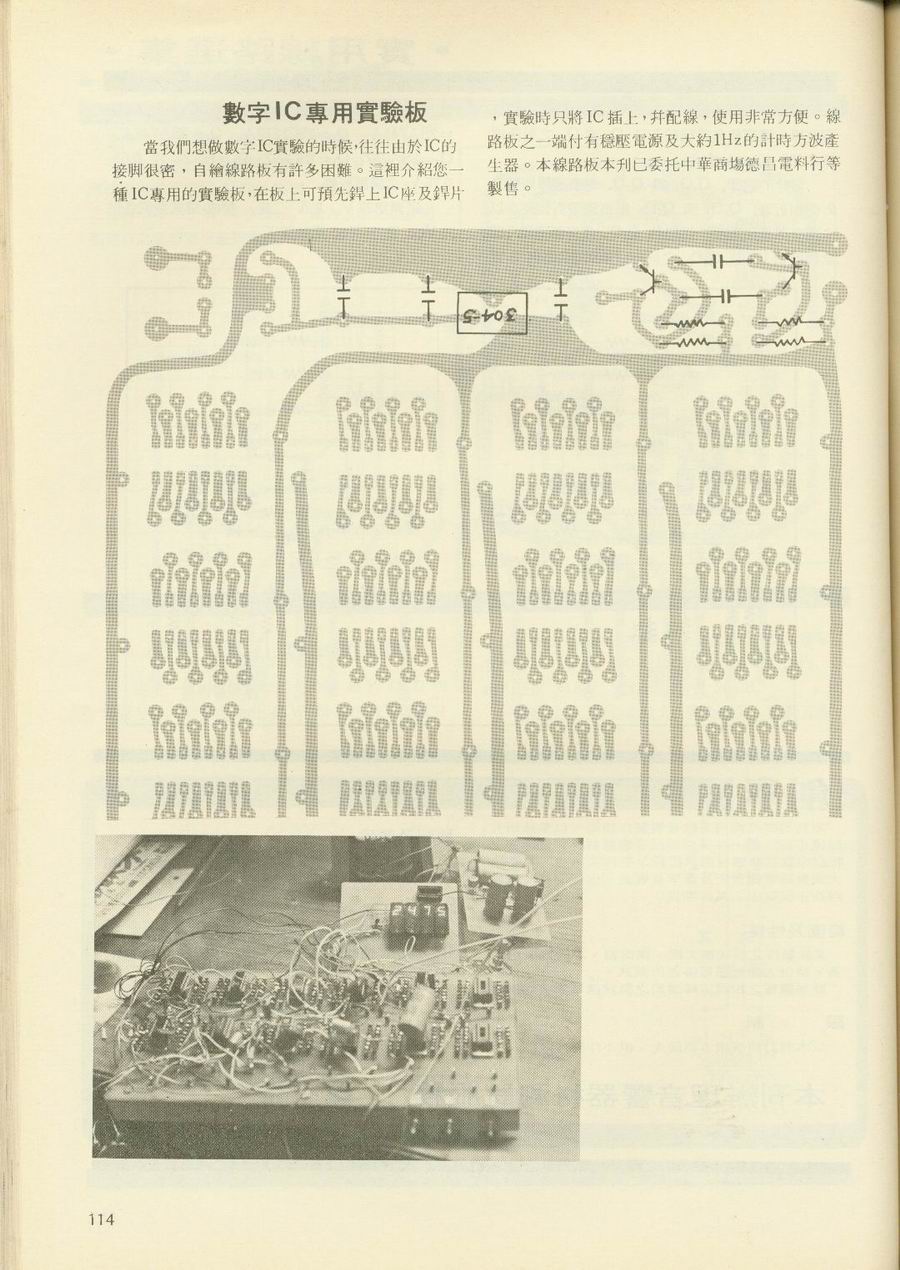 數字IC專用實驗板
當我們想做數字IC實驗的時候,往往由於IC的
接脚很密,自繪線路板有許多困難。這裡介紹您一
種IC專用的實驗板,在板上可預先銲上IC座及銲片
,實驗時只將IC插上,幷配線,使用非常方便。線
路板之一端付有穩壓電源及大約1Hz的計時方波產
生器。本線路板本刋已委托中華商塲德昌電料行等
製售。
304-5
2475
114